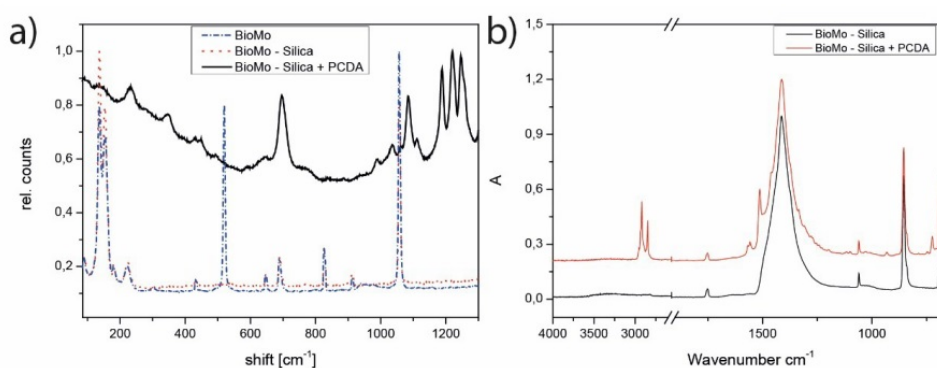 a)
BioMo
BioMo - Silica
BioMo - Silica + PCDA
1,0
0,8
0,6
0,4
0,2
rel. counts
200 400 600 800 1000 1200
shift [cm⁻¹]
b)
BioMo - Silica
BioMo - Silica + PCDA
1,5
1,2
0,9
0,6
0,3
0,0
A
4000 3500 3000 1500 1000
Wavenumber cm⁻¹